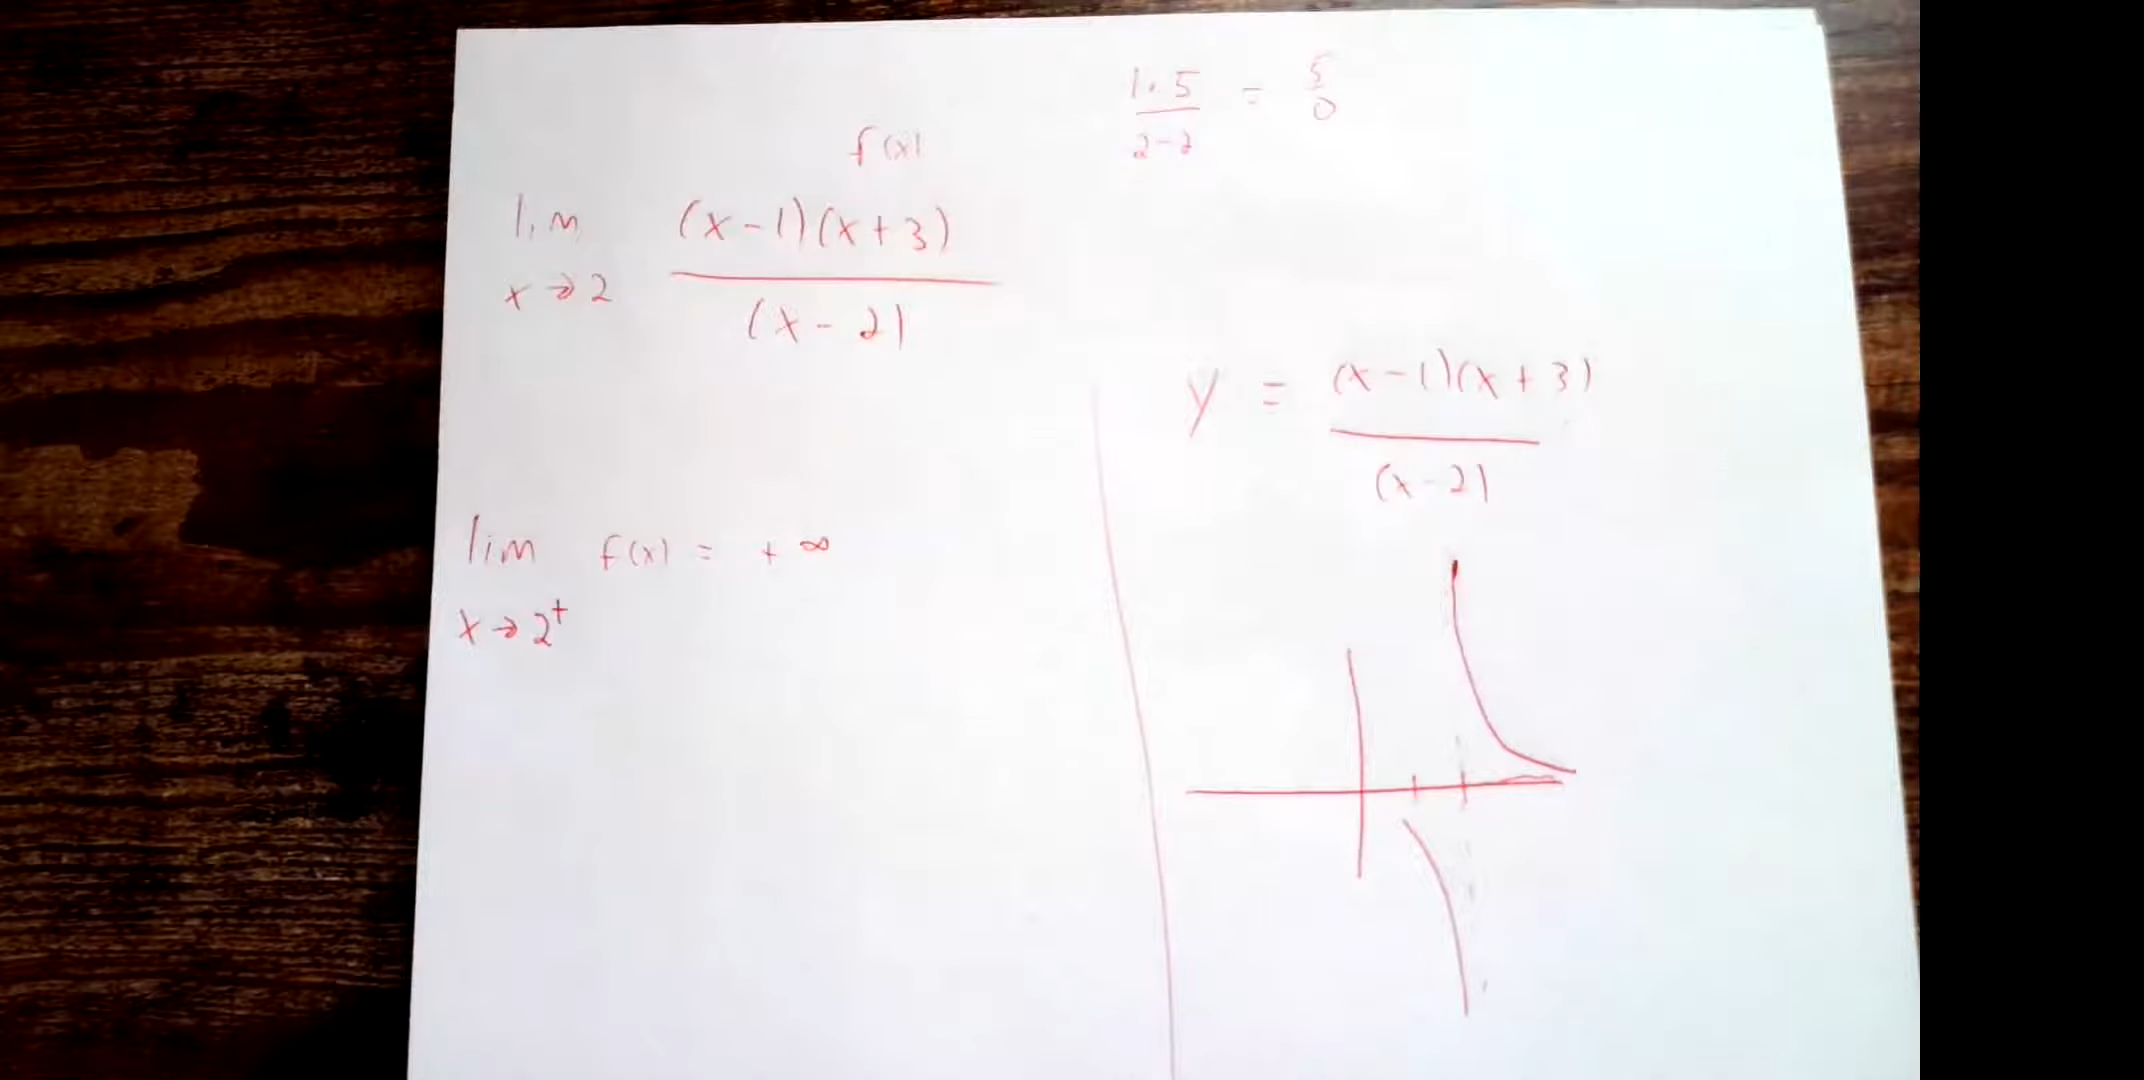 1·5 / 2-2 = 5/0
f(x)
lim x→2 (x-1)(x+3) / (x-2)
y = (x-1)(x+3) / (x-2)
lim x→2⁺ f(x) = +∞